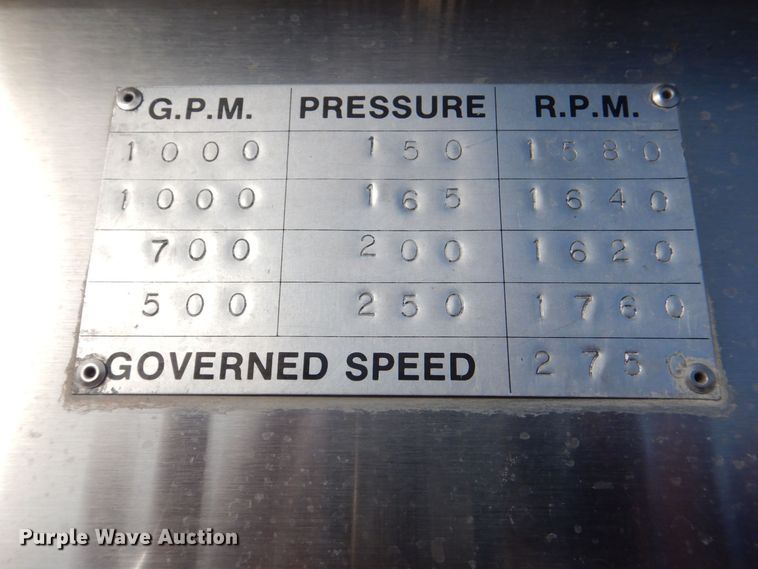 G.P.M. PRESSURE R.P.M.
1000 150 1580
1000 165 1640
700 200 1620
500 250 1760
GOVERNED SPEED 2750
Purple Wave Auction